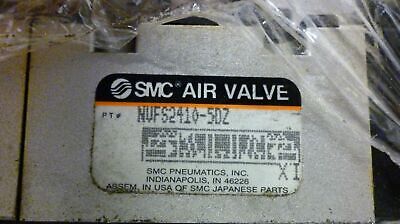 SMC® AIR VALVE
PT# NVFS2410-5DZ
XI
SMC PNEUMATICS, INC.
INDIANAPOLIS, IN 46226
ASSEM. IN USA OF SMC JAPANESE PARTS